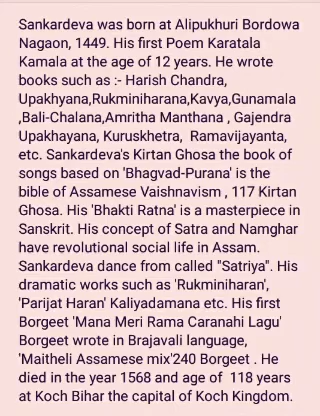 Sankardeva was born at Alipukhuri Bordowa
Nagaon, 1449. His first Poem Karatala
Kamala at the age of 12 years. He wrote
books such as :- Harish Chandra,
Upakhyana,Rukminiharana,Kavya,Gunamala
,Bali-Chalana,Amritha Manthana , Gajendra
Upakhayana, Kuruskhetra,  Ramavijayanta,
etc. Sankardeva's Kirtan Ghosa the book of
songs based on 'Bhagvad-Purana' is the
bible of Assamese Vaishnavism , 117 Kirtan
Ghosa. His 'Bhakti Ratna' is a masterpiece in
Sanskrit. His concept of Satra and Namghar
have revolutional social life in Assam.
Sankardeva dance from called "Satriya". His
dramatic works such as 'Rukminiharan',
'Parijat Haran' Kaliyadamana etc. His first
Borgeet 'Mana Meri Rama Caranahi Lagu'
Borgeet wrote in Brajavali language,
'Maitheli Assamese mix'240 Borgeet . He
died in the year 1568 and age of  118 years
at Koch Bihar the capital of Koch Kingdom.